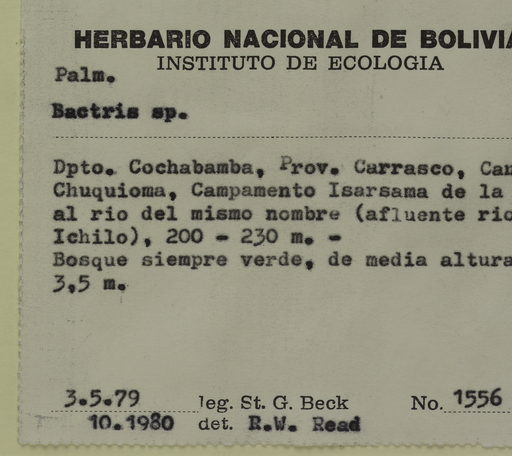 HERBARIO NACIONAL DE BOLIVIA
INSTITUTO DE ECOLOGIA
Palm.
Bactris sp.
Dpto. Cochabamba, Prov. Carrasco, Can
Chuquioma, Campamento Isarsama de la
al rio del mismo nombre (afluente rio
Ichilo), 200 - 230 m. -
Bosque siempre verde, de media altura
3,5 m.
3.5.79 leg. St. G. Beck No. 1556
10.1980 det. R.W. Read